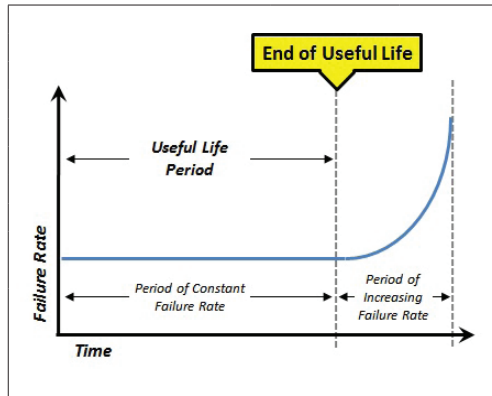 End of Useful Life
Useful Life
Period
Failure Rate
Period of Constant
Failure Rate
Period of
Increasing
Failure Rate
Time